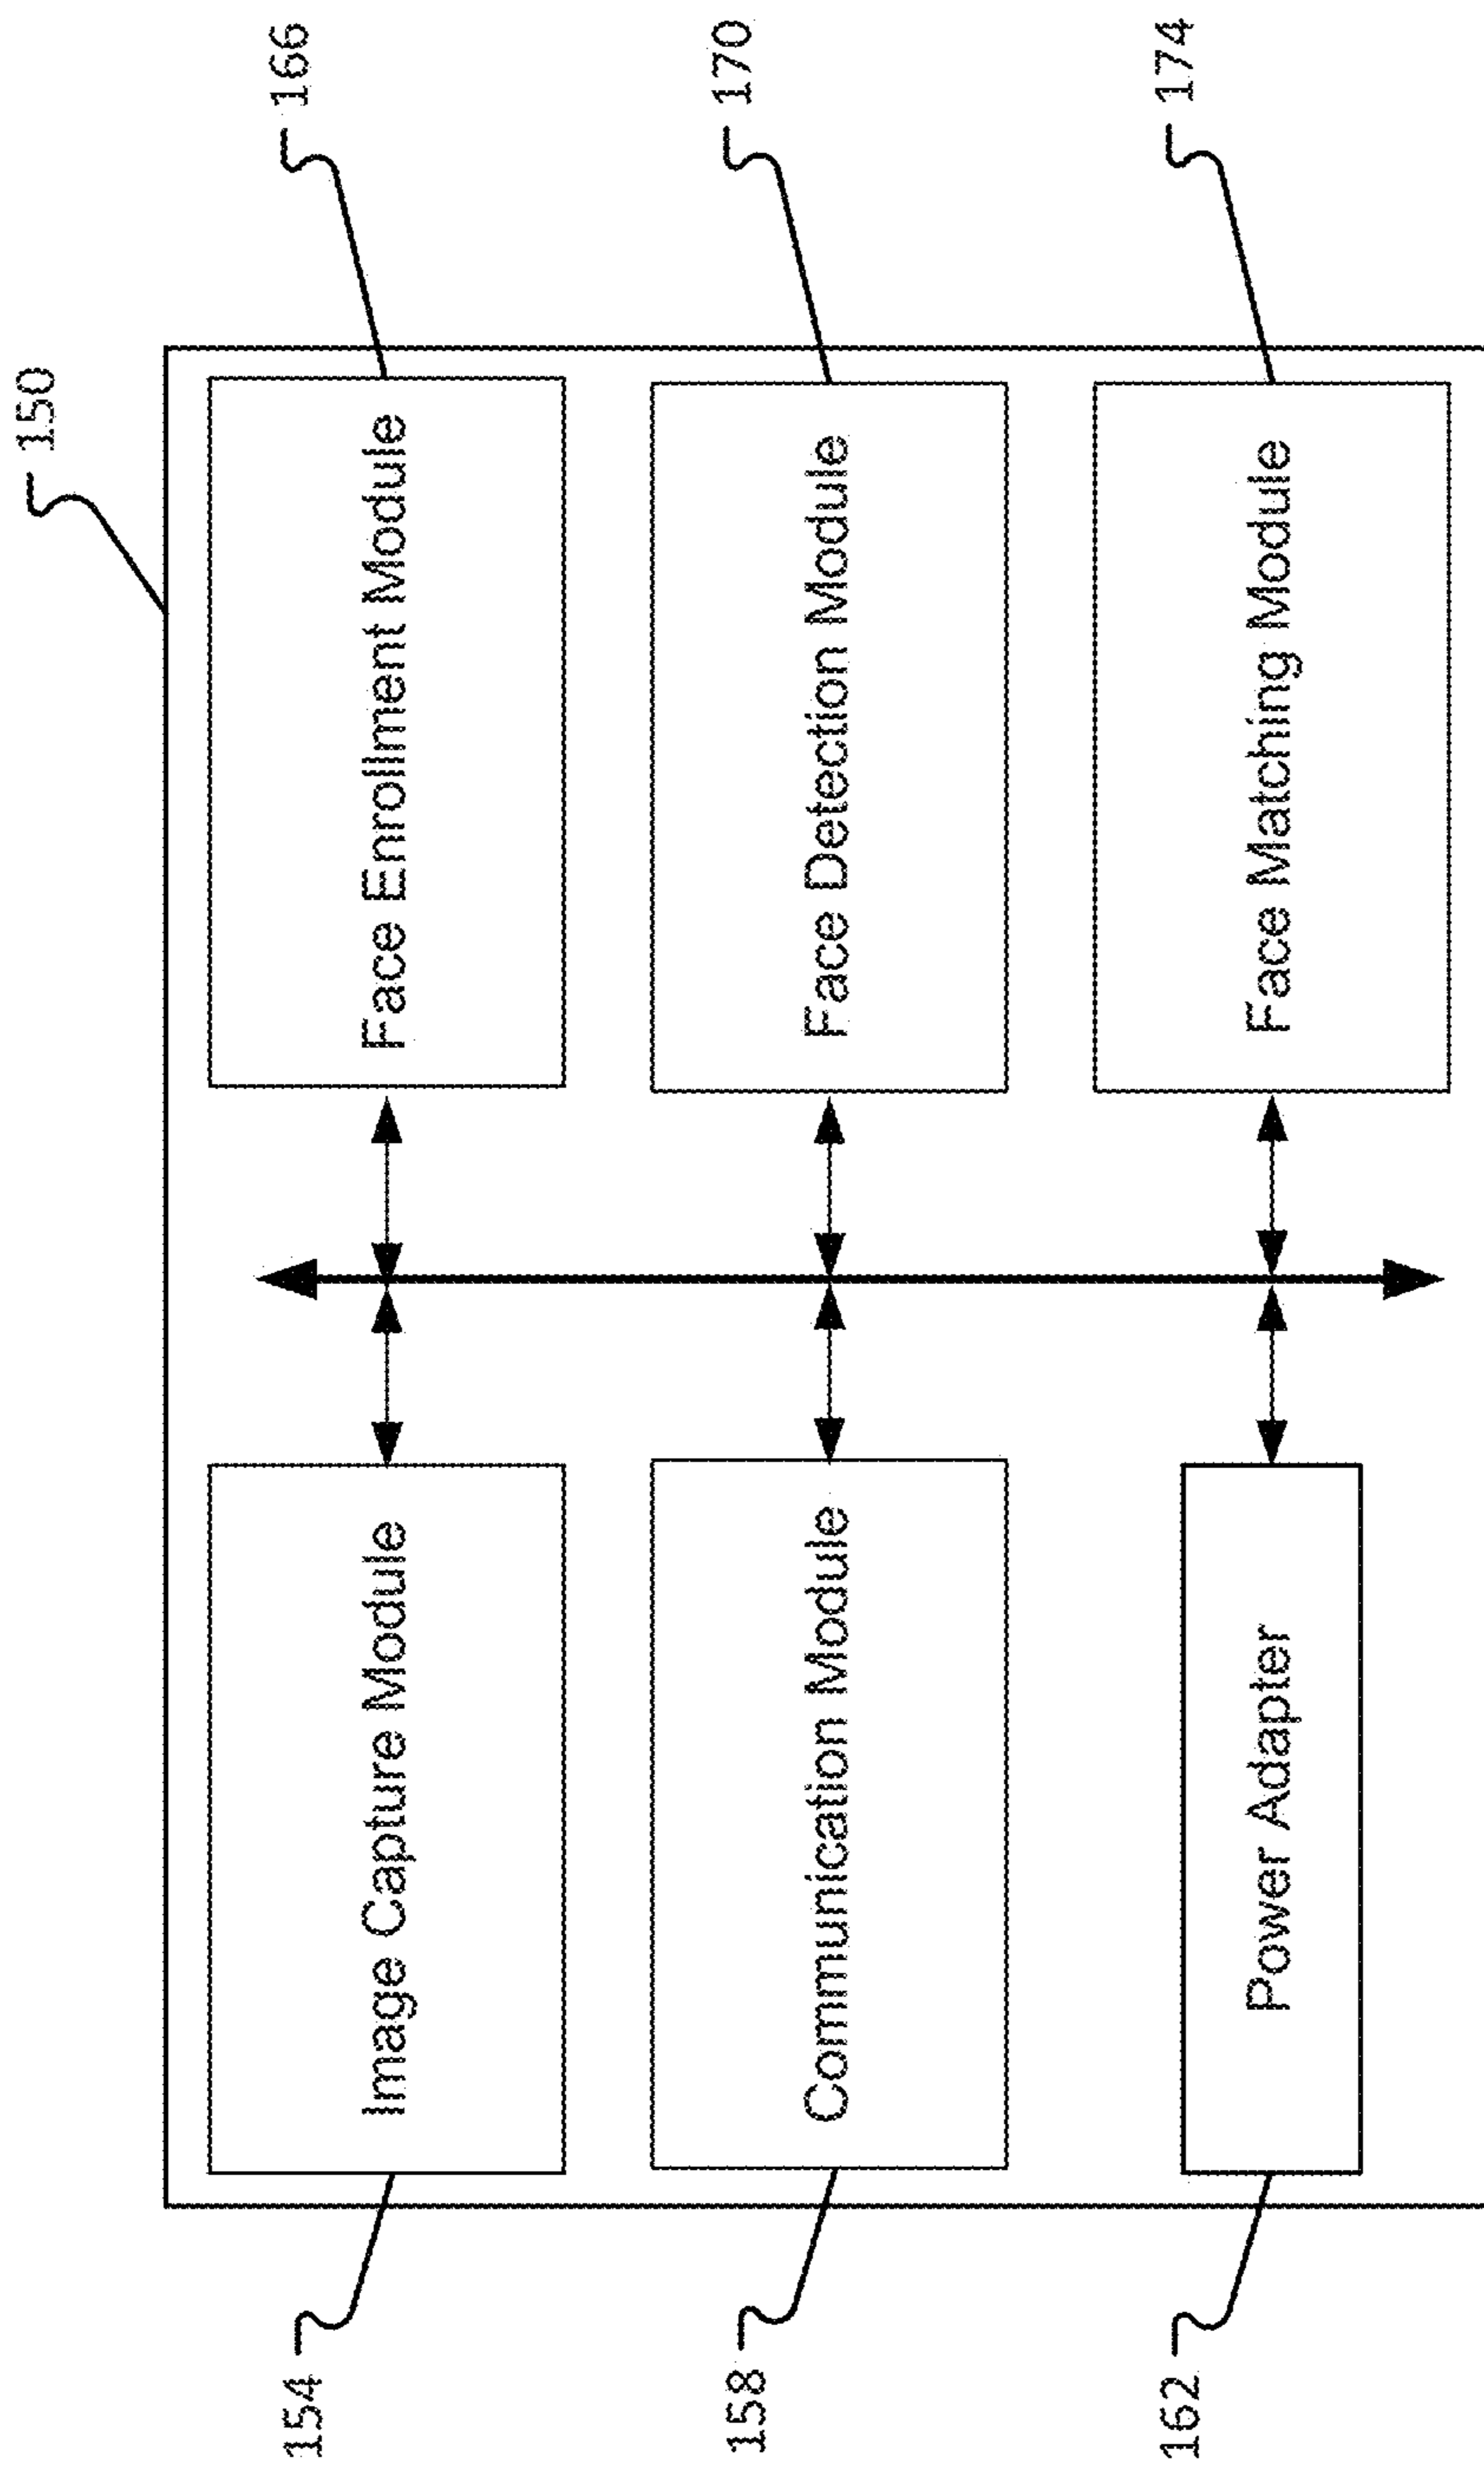 150
154
Image Capture Module
Face Enrollment Module
166
158
Communication Module
Face Detection Module
170
162
Power Adapter
Face Matching Module
174